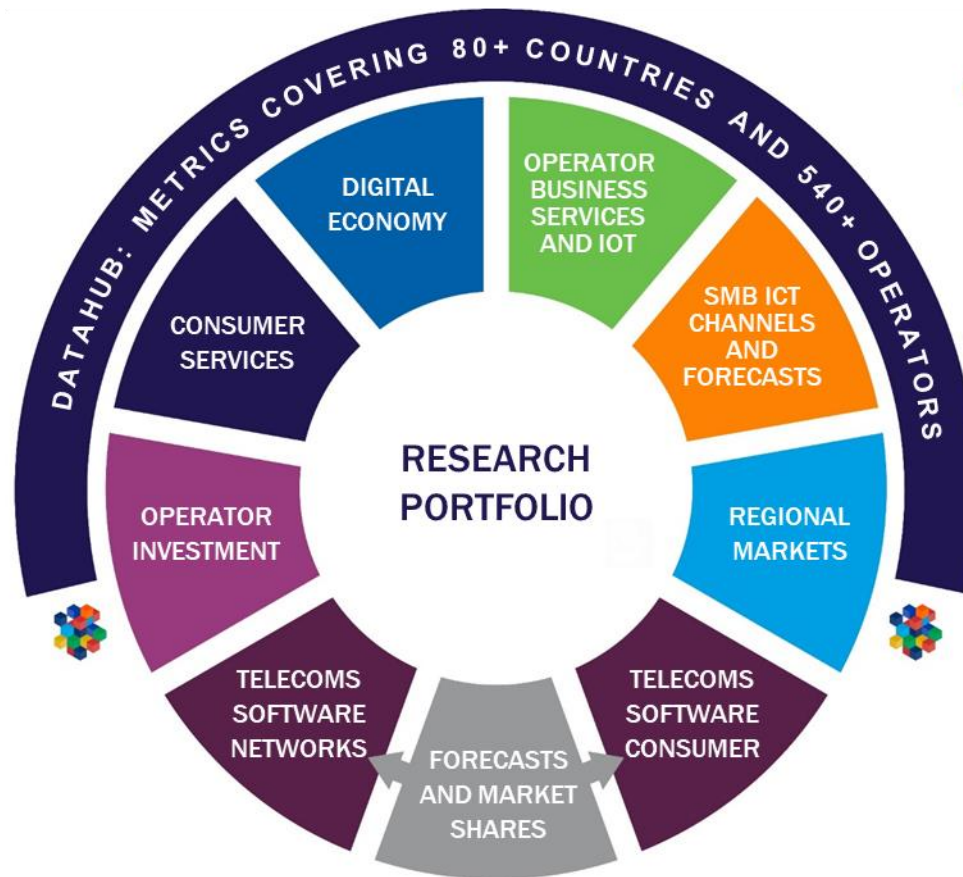 DATAHUB: METRICS COVERING 80+ COUNTRIES AND 540+ OPERATORS
DIGITAL
ECONOMY
OPERATOR
BUSINESS
SERVICES
AND IOT
CONSUMER
SERVICES
SMB ICT
CHANNELS
AND
FORECASTS
RESEARCH
PORTFOLIO
OPERATOR
INVESTMENT
REGIONAL
MARKETS
TELECOMS
SOFTWARE
NETWORKS
FORECASTS
AND MARKET
SHARES
TELECOMS
SOFTWARE
CONSUMER